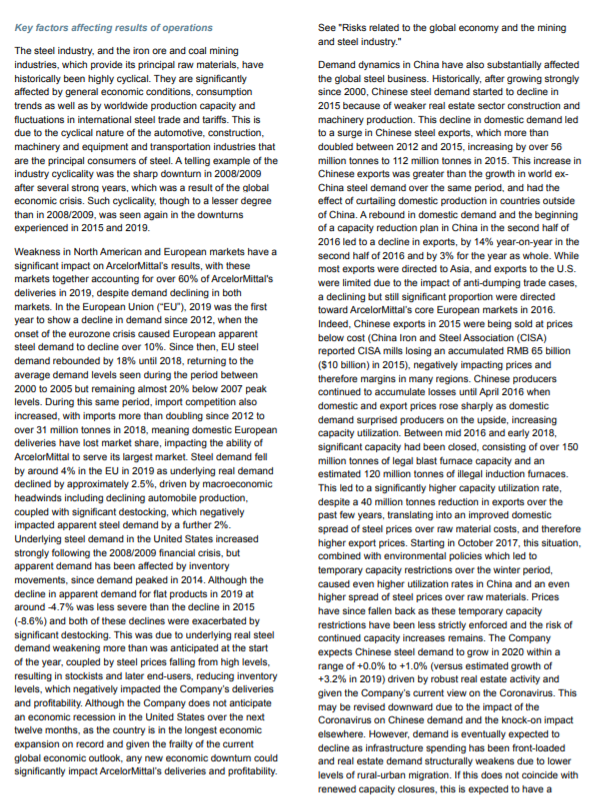 Key factors affecting results of operations
The steel industry, and the iron ore and coal mining
industries, which provide its principal raw materials, have
historically been highly cyclical. They are significantly
affected by general economic conditions, consumption
trends as well as by worldwide production capacity and
fluctuations in international steel trade and tariffs. This is
due to the cyclical nature of the automotive, construction,
machinery and equipment and transportation industries that
are the principal consumers of steel. A telling example of the
industry cyclicality was the sharp downturn in 2008/2009
after several strong years, which was a result of the global
economic crisis. Such cyclicality, though to a lesser degree
than in 2008/2009, was seen again in the downturns
experienced in 2015 and 2019.
Weakness in North American and European markets have a
significant impact on ArcelorMittal's results, with these
markets together accounting for over 60% of ArcelorMittal's
deliveries in 2019, despite demand declining in both
markets. In the European Union ("EU"), 2019 was the first
year to show a decline in demand since 2012, when the
onset of the eurozone crisis caused European apparent
steel demand to decline over 10%. Since then, EU steel
demand rebounded by 18% until 2018, returning to the
average demand levels seen during the period between
2000 to 2005 but remaining almost 20% below 2007 peak
levels. During this same period, import competition also
increased, with imports more than doubling since 2012 to
over 31 million tonnes in 2018, meaning domestic European
deliveries have lost market share, impacting the ability of
ArcelorMittal to serve its largest market. Steel demand fell
by around 4% in the EU in 2019 as underlying real demand
declined by approximately 2.5%, driven by macroeconomic
headwinds including declining automobile production,
coupled with significant destocking, which negatively
impacted apparent steel demand by a further 2%.
Underlying steel demand in the United States increased
strongly following the 2008/2009 financial crisis, but
apparent demand has been affected by inventory
movements, since demand peaked in 2014. Although the
decline in apparent demand for flat products in 2019 at
around -4.7% was less severe than the decline in 2015
(-8.6%) and both of these declines were exacerbated by
significant destocking. This was due to underlying real steel
demand weakening more than was anticipated at the start
of the year, coupled by steel prices falling from high levels,
resulting in stockists and later end-users, reducing inventory
levels, which negatively impacted the Company's deliveries
and profitability. Although the Company does not anticipate
an economic recession in the United States over the next
twelve months, as the country is in the longest economic
expansion on record and given the frailty of the current
global economic outlook, any new economic downturn could
significantly impact ArcelorMittal's deliveries and profitability.
See "Risks related to the global economy and the mining
and steel industry."
Demand dynamics in China have also substantially affected
the global steel business. Historically, after growing strongly
since 2000, Chinese steel demand started to decline in
2015 because of weaker real estate sector construction and
machinery production. This decline in domestic demand led
to a surge in Chinese steel exports, which more than
doubled between 2012 and 2015, increasing by over 56
million tonnes to 112 million tonnes in 2015. This increase in
Chinese exports was greater than the growth in world ex-
China steel demand over the same period, and had the
effect of curtailing domestic production in countries outside
of China. A rebound in domestic demand and the beginning
of a capacity reduction plan in China in the second half of
2016 led to a decline in exports, by 14% year-on-year in the
second half of 2016 and by 3% for the year as whole. While
most exports were directed to Asia, and exports to the U.S.
were limited due to the impact of anti-dumping trade cases,
a declining but still significant proportion were directed
toward ArcelorMittal's core European markets in 2016.
Indeed, Chinese exports in 2015 were being sold at prices
below cost (China Iron and Steel Association (CISA)
reported CISA mills losing an accumulated RMB 65 billion
($10 billion) in 2015), negatively impacting prices and
therefore margins in many regions. Chinese producers
continued to accumulate losses until April 2016 when
domestic and export prices rose sharply as domestic
demand surprised producers on the upside, increasing
capacity utilization. Between mid 2016 and early 2018,
significant capacity had been closed, consisting of over 150
million tonnes of legal blast furnace capacity and an
estimated 120 million tonnes of illegal induction furnaces.
This led to a significantly higher capacity utilization rate,
despite a 40 million tonnes reduction in exports over the
past few years, translating into an improved domestic
spread of steel prices over raw material costs, and therefore
higher export prices. Starting in October 2017, this situation,
combined with environmental policies which led to
temporary capacity restrictions over the winter period,
caused even higher utilization rates in China and an even
higher spread of steel prices over raw materials. Prices
have since fallen back as these temporary capacity
restrictions have been less strictly enforced and the risk of
continued capacity increases remains. The Company
expects Chinese steel demand to grow in 2020 within a
range of +0.0% to +1.0% (versus estimated growth of
+3.2% in 2019) driven by robust real estate activity and
given the Company's current view on the Coronavirus. This
may be revised downward due to the impact of the
Coronavirus on Chinese demand and the knock-on impact
elsewhere. However, demand is eventually expected to
decline as infrastructure spending has been front-loaded
and real estate demand structurally weakens due to lower
levels of rural-urban migration. If this does not coincide with
renewed capacity closures, this is expected to have a